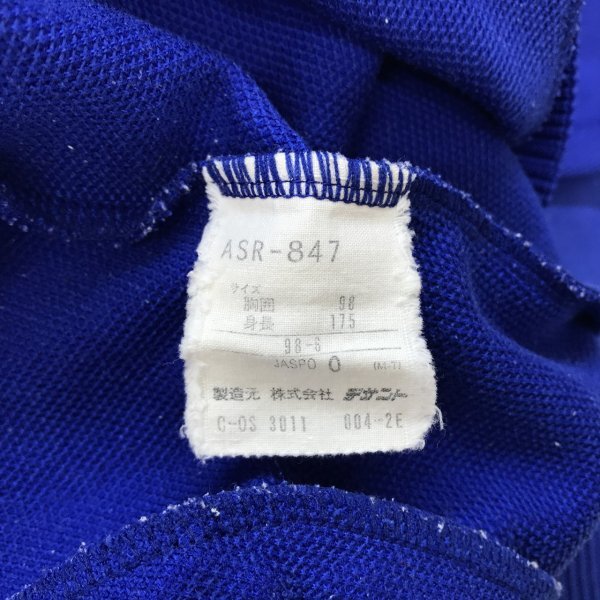 ASR-847
サイズ
胸囲 98
身長 175
98-6
JASPO O (M-T)
製造元 株式会社 デサント
C-OS 3011 004-2E